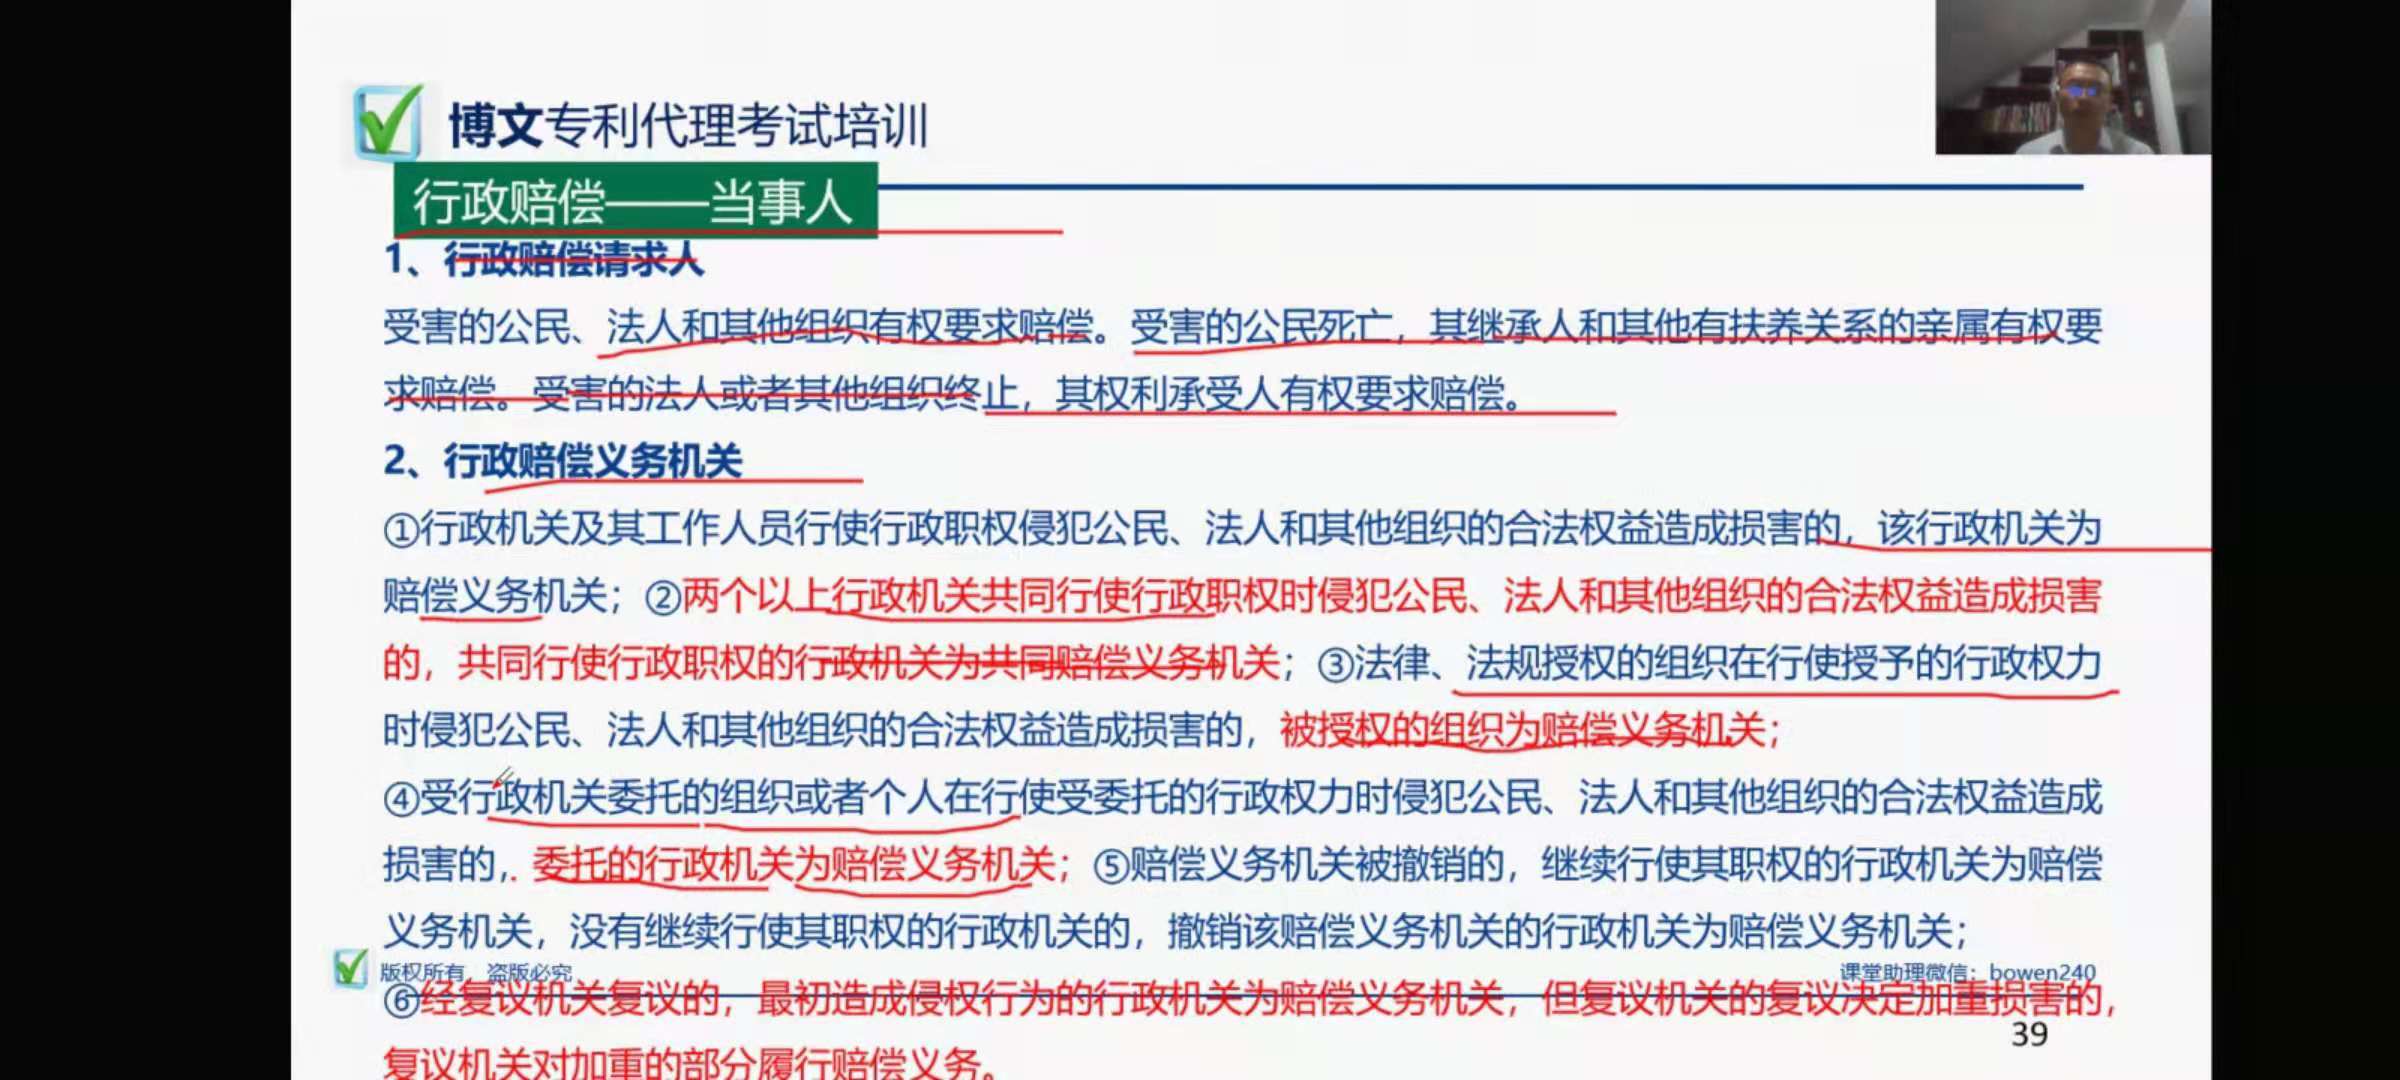 博文专利代理考试培训
行政赔偿——当事人
1、行政赔偿请求人
受害的公民、法人和其他组织有权要求赔偿。受害的公民死亡，其继承人和其他有扶养关系的亲属有权要
求赔偿。受害的法人或者其他组织终止，其权利承受人有权要求赔偿。
2、行政赔偿义务机关
①行政机关及其工作人员行使行政职权侵犯公民、法人和其他组织的合法权益造成损害的，该行政机关为
赔偿义务机关；②两个以上行政机关共同行使行政职权时侵犯公民、法人和其他组织的合法权益造成损害
的，共同行使行政职权的行政机关为共同赔偿义务机关；③法律、法规授权的组织在行使授予的行政权力
时侵犯公民、法人和其他组织的合法权益造成损害的，被授权的组织为赔偿义务机关；
④受行政机关委托的组织或者个人在行使受委托的行政权力时侵犯公民、法人和其他组织的合法权益造成
损害的，委托的行政机关为赔偿义务机关；⑤赔偿义务机关被撤销的，继续行使其职权的行政机关为赔偿
义务机关，没有继续行使其职权的行政机关的，撤销该赔偿义务机关的行政机关为赔偿义务机关；
版权所有，盗版必究
课堂助理微信：bowen240
⑥经复议机关复议的，最初造成侵权行为的行政机关为赔偿义务机关，但复议机关的复议决定加重损害的，
39
复议机关对加重的部分履行赔偿义务。